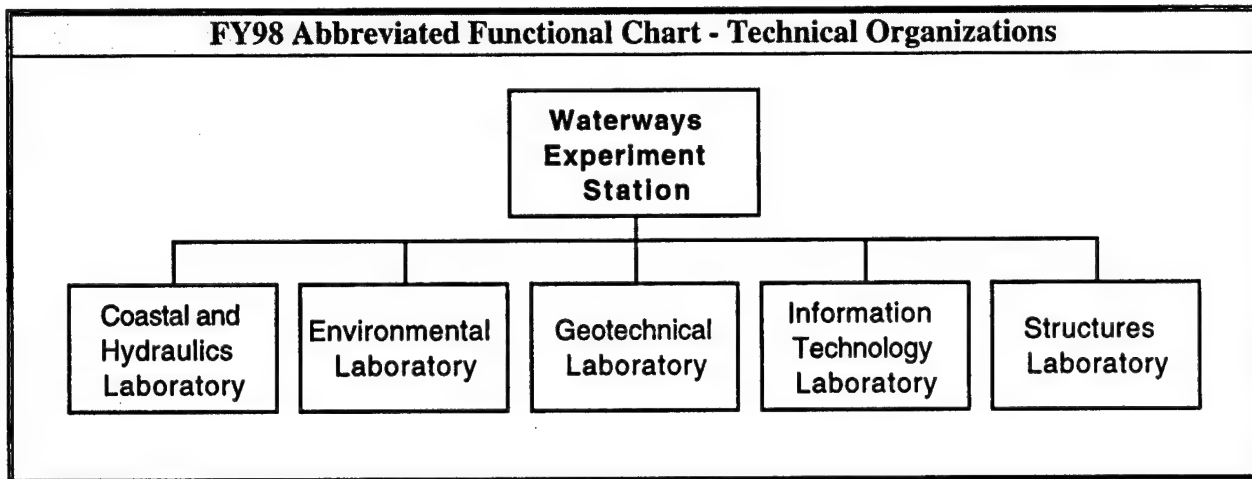 FY98 Abbreviated Functional Chart - Technical Organizations
Waterways
Experiment
Station
Coastal and
Hydraulics
Laboratory
Environmental
Laboratory
Geotechnical
Laboratory
Information
Technology
Laboratory
Structures
Laboratory